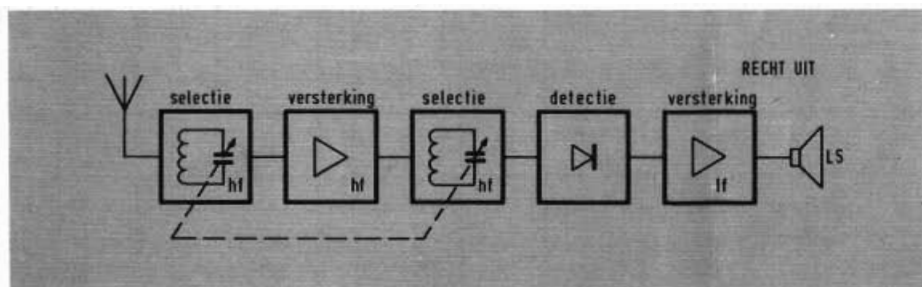 RECHT UIT
selectie versterking selectie detectie versterking
LS
hf hf hf lf